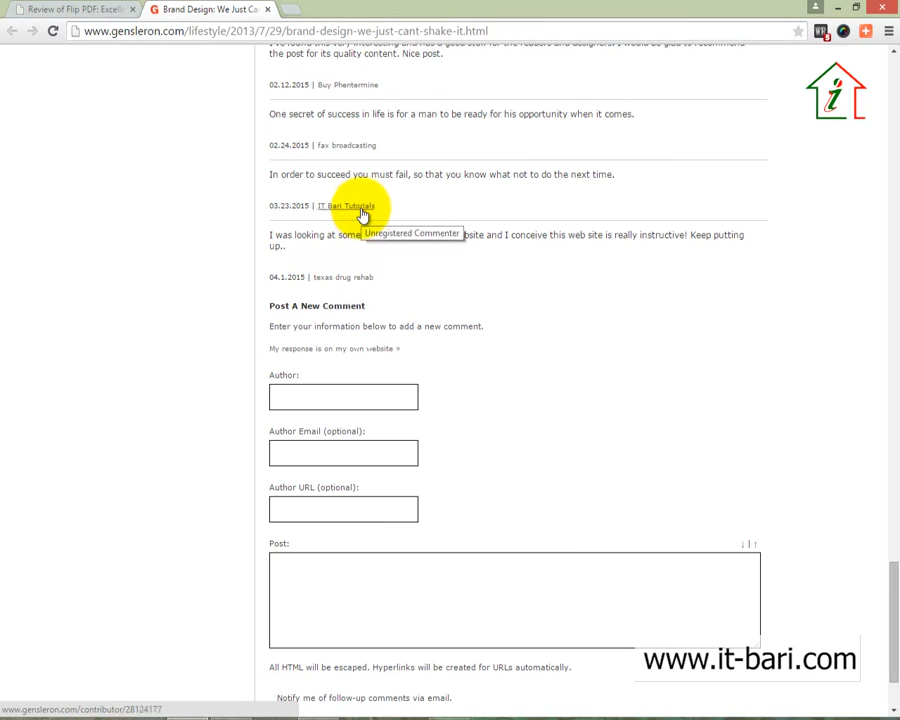 Review of Flip PDF: Excelle
Brand Design: We Just Ca
www.gensleron.com/lifestyle/2013/7/29/brand-design-we-just-cant-shake-it.html
the post for its quality content. Nice post.
02.12.2015 | Buy Phentermine
One secret of success in life is for a man to be ready for his opportunity when it comes.
02.24.2015 | fax broadcasting
In order to succeed you must fail, so that you know what not to do the next time.
03.23.2015 | IT Bari Tutorials
Unregistered Commenter
I was looking at some bsite and I conceive this web site is really instructive! Keep putting
up..
04.1.2015 | texas drug rehab
Post A New Comment
Enter your information below to add a new comment.
My response is on my own website »
Author:
Author Email (optional):
Author URL (optional):
Post:
↓ | ↑
All HTML will be escaped. Hyperlinks will be created for URLs automatically.
www.it-bari.com
Notify me of follow-up comments via email.
www.gensleron.com/contributor/28134177